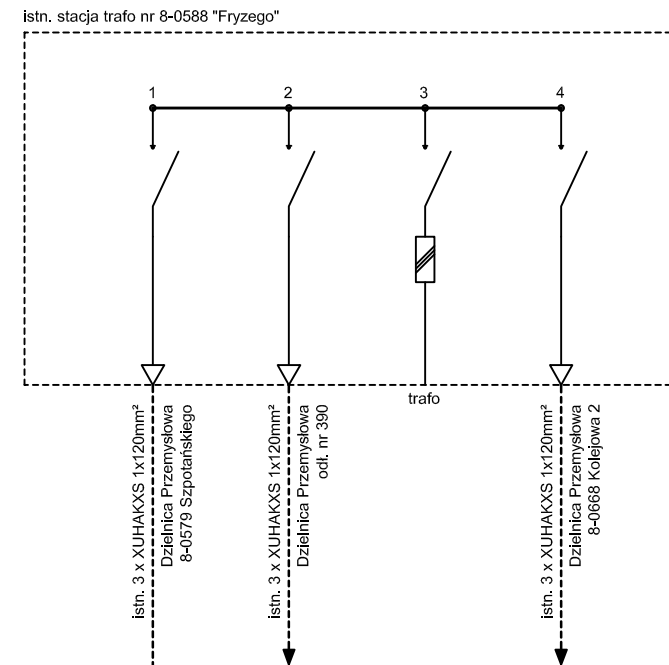 istn. stacja trafo nr 8-0588 "Fryzego"
1
2
3
4
trafo
istn. 3 x XUHAKXS 1x120mm²
Dzielnica Przemysłowa
8-0579 Szpotańskiego
istn. 3 x XUHAKXS 1x120mm²
Dzielnica Przemysłowa
odł. nr 390
istn. 3 x XUHAKXS 1x120mm²
Dzielnica Przemysłowa
8-0668 Kolejowa 2